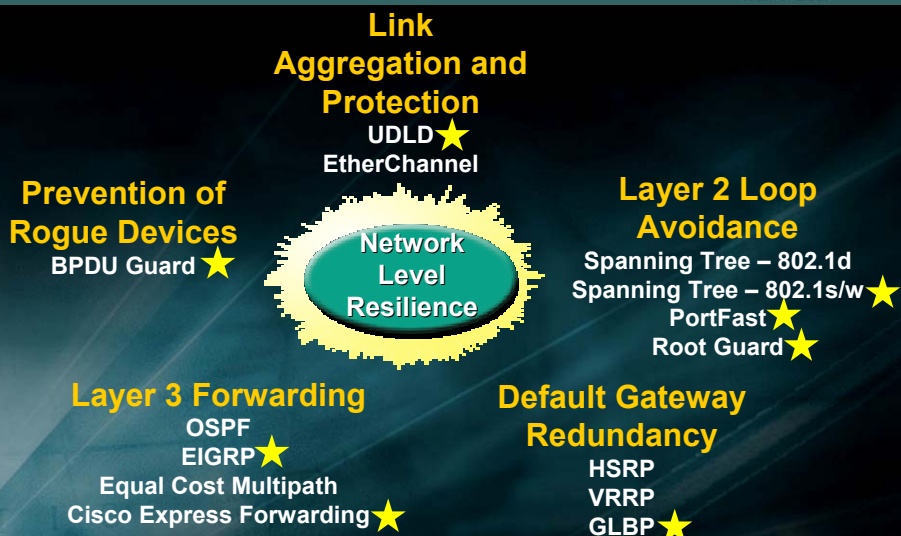 Link
Aggregation and
Protection
UDLD
EtherChannel
Prevention of
Rogue Devices
BPDU Guard
Network
Level
Resilience
Layer 2 Loop
Avoidance
Spanning Tree – 802.1d
Spanning Tree – 802.1s/w
PortFast
Root Guard
Layer 3 Forwarding
OSPF
EIGRP
Equal Cost Multipath
Cisco Express Forwarding
Default Gateway
Redundancy
HSRP
VRRP
GLBP